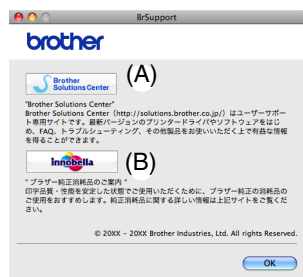 BrSupport
brother
Brother
Solutions Center
(A)
"Brother Solutions Center"
Brother Solutions Center（http://solutions.brother.co.jp/）はユーザーサポー
ト専用サイトです。最新バージョンのプリンタードライバやソフトウェアをはじ
め、FAQ、トラブルシューティング、その他製品をお使いいただく上で有益な情報
を得ることができます。
innobella
(B)
" ブラザー純正消耗品のご案内 "
印字品質・性能を安定した状態でご使用いただくために、ブラザー純正の消耗品の
ご使用をおすすめします。純正消耗品に関する詳しい情報は上記サイトをご覧くだ
さい。
© 20XX – 20XX Brother Industries, Ltd. All rights Reserved.
OK